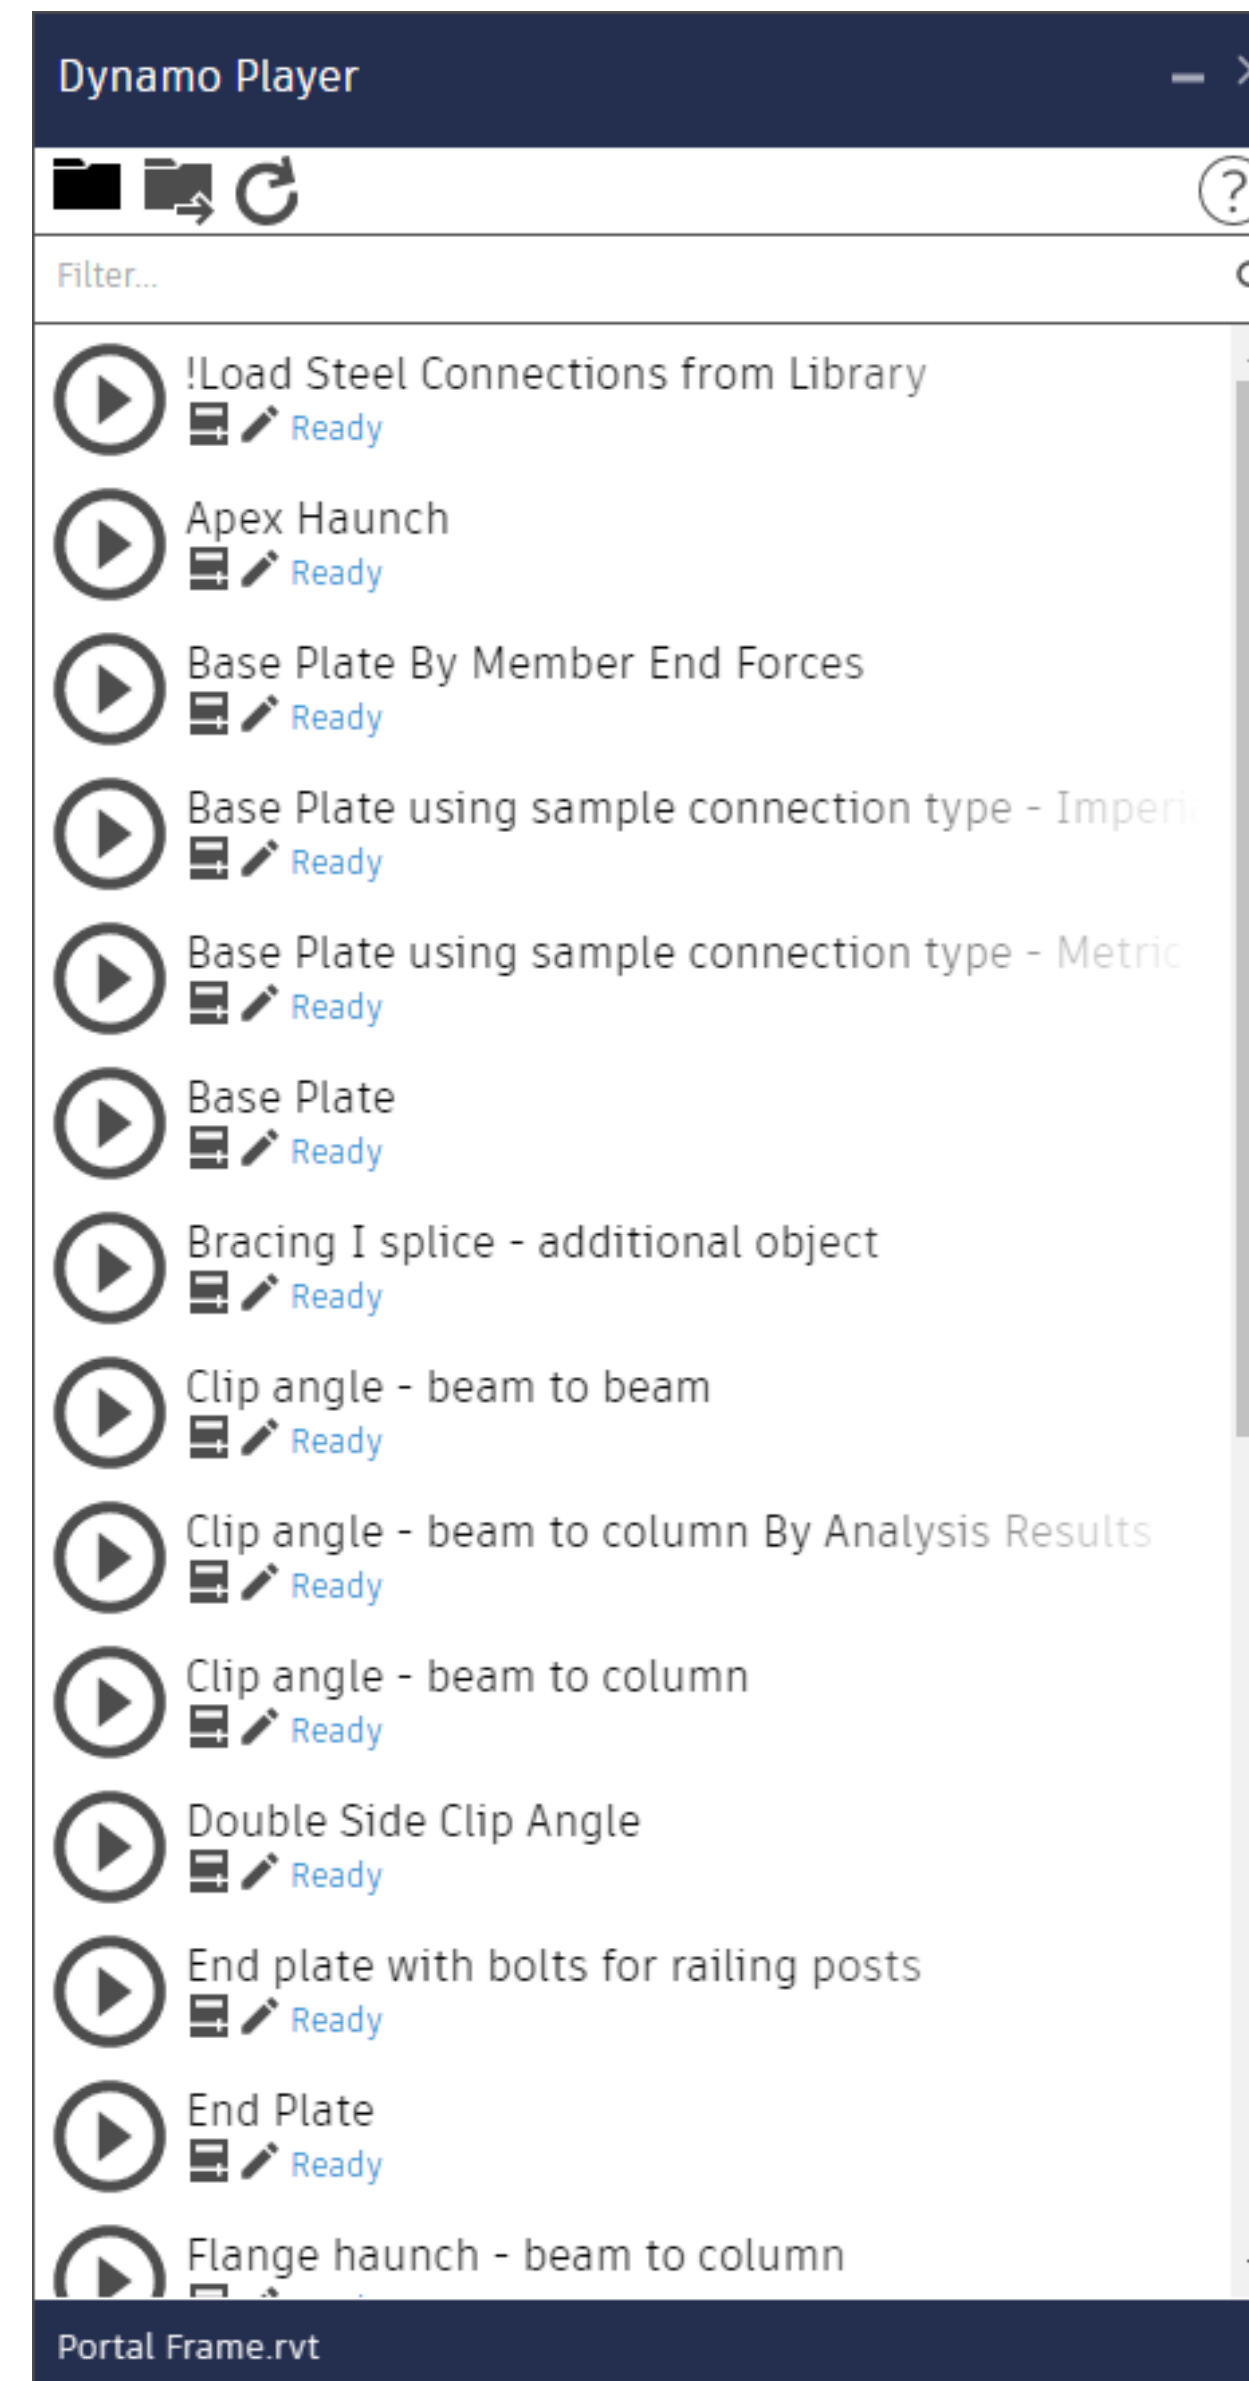 Dynamo Player
Filter...
!Load Steel Connections from Library
Ready
Apex Haunch
Ready
Base Plate By Member End Forces
Ready
Base Plate using sample connection type - Imperi
Ready
Base Plate using sample connection type - Metric
Ready
Base Plate
Ready
Bracing I splice - additional object
Ready
Clip angle - beam to beam
Ready
Clip angle - beam to column By Analysis Results
Ready
Clip angle - beam to column
Ready
Double Side Clip Angle
Ready
End plate with bolts for railing posts
Ready
End Plate
Ready
Flange haunch - beam to column
Portal Frame.rvt